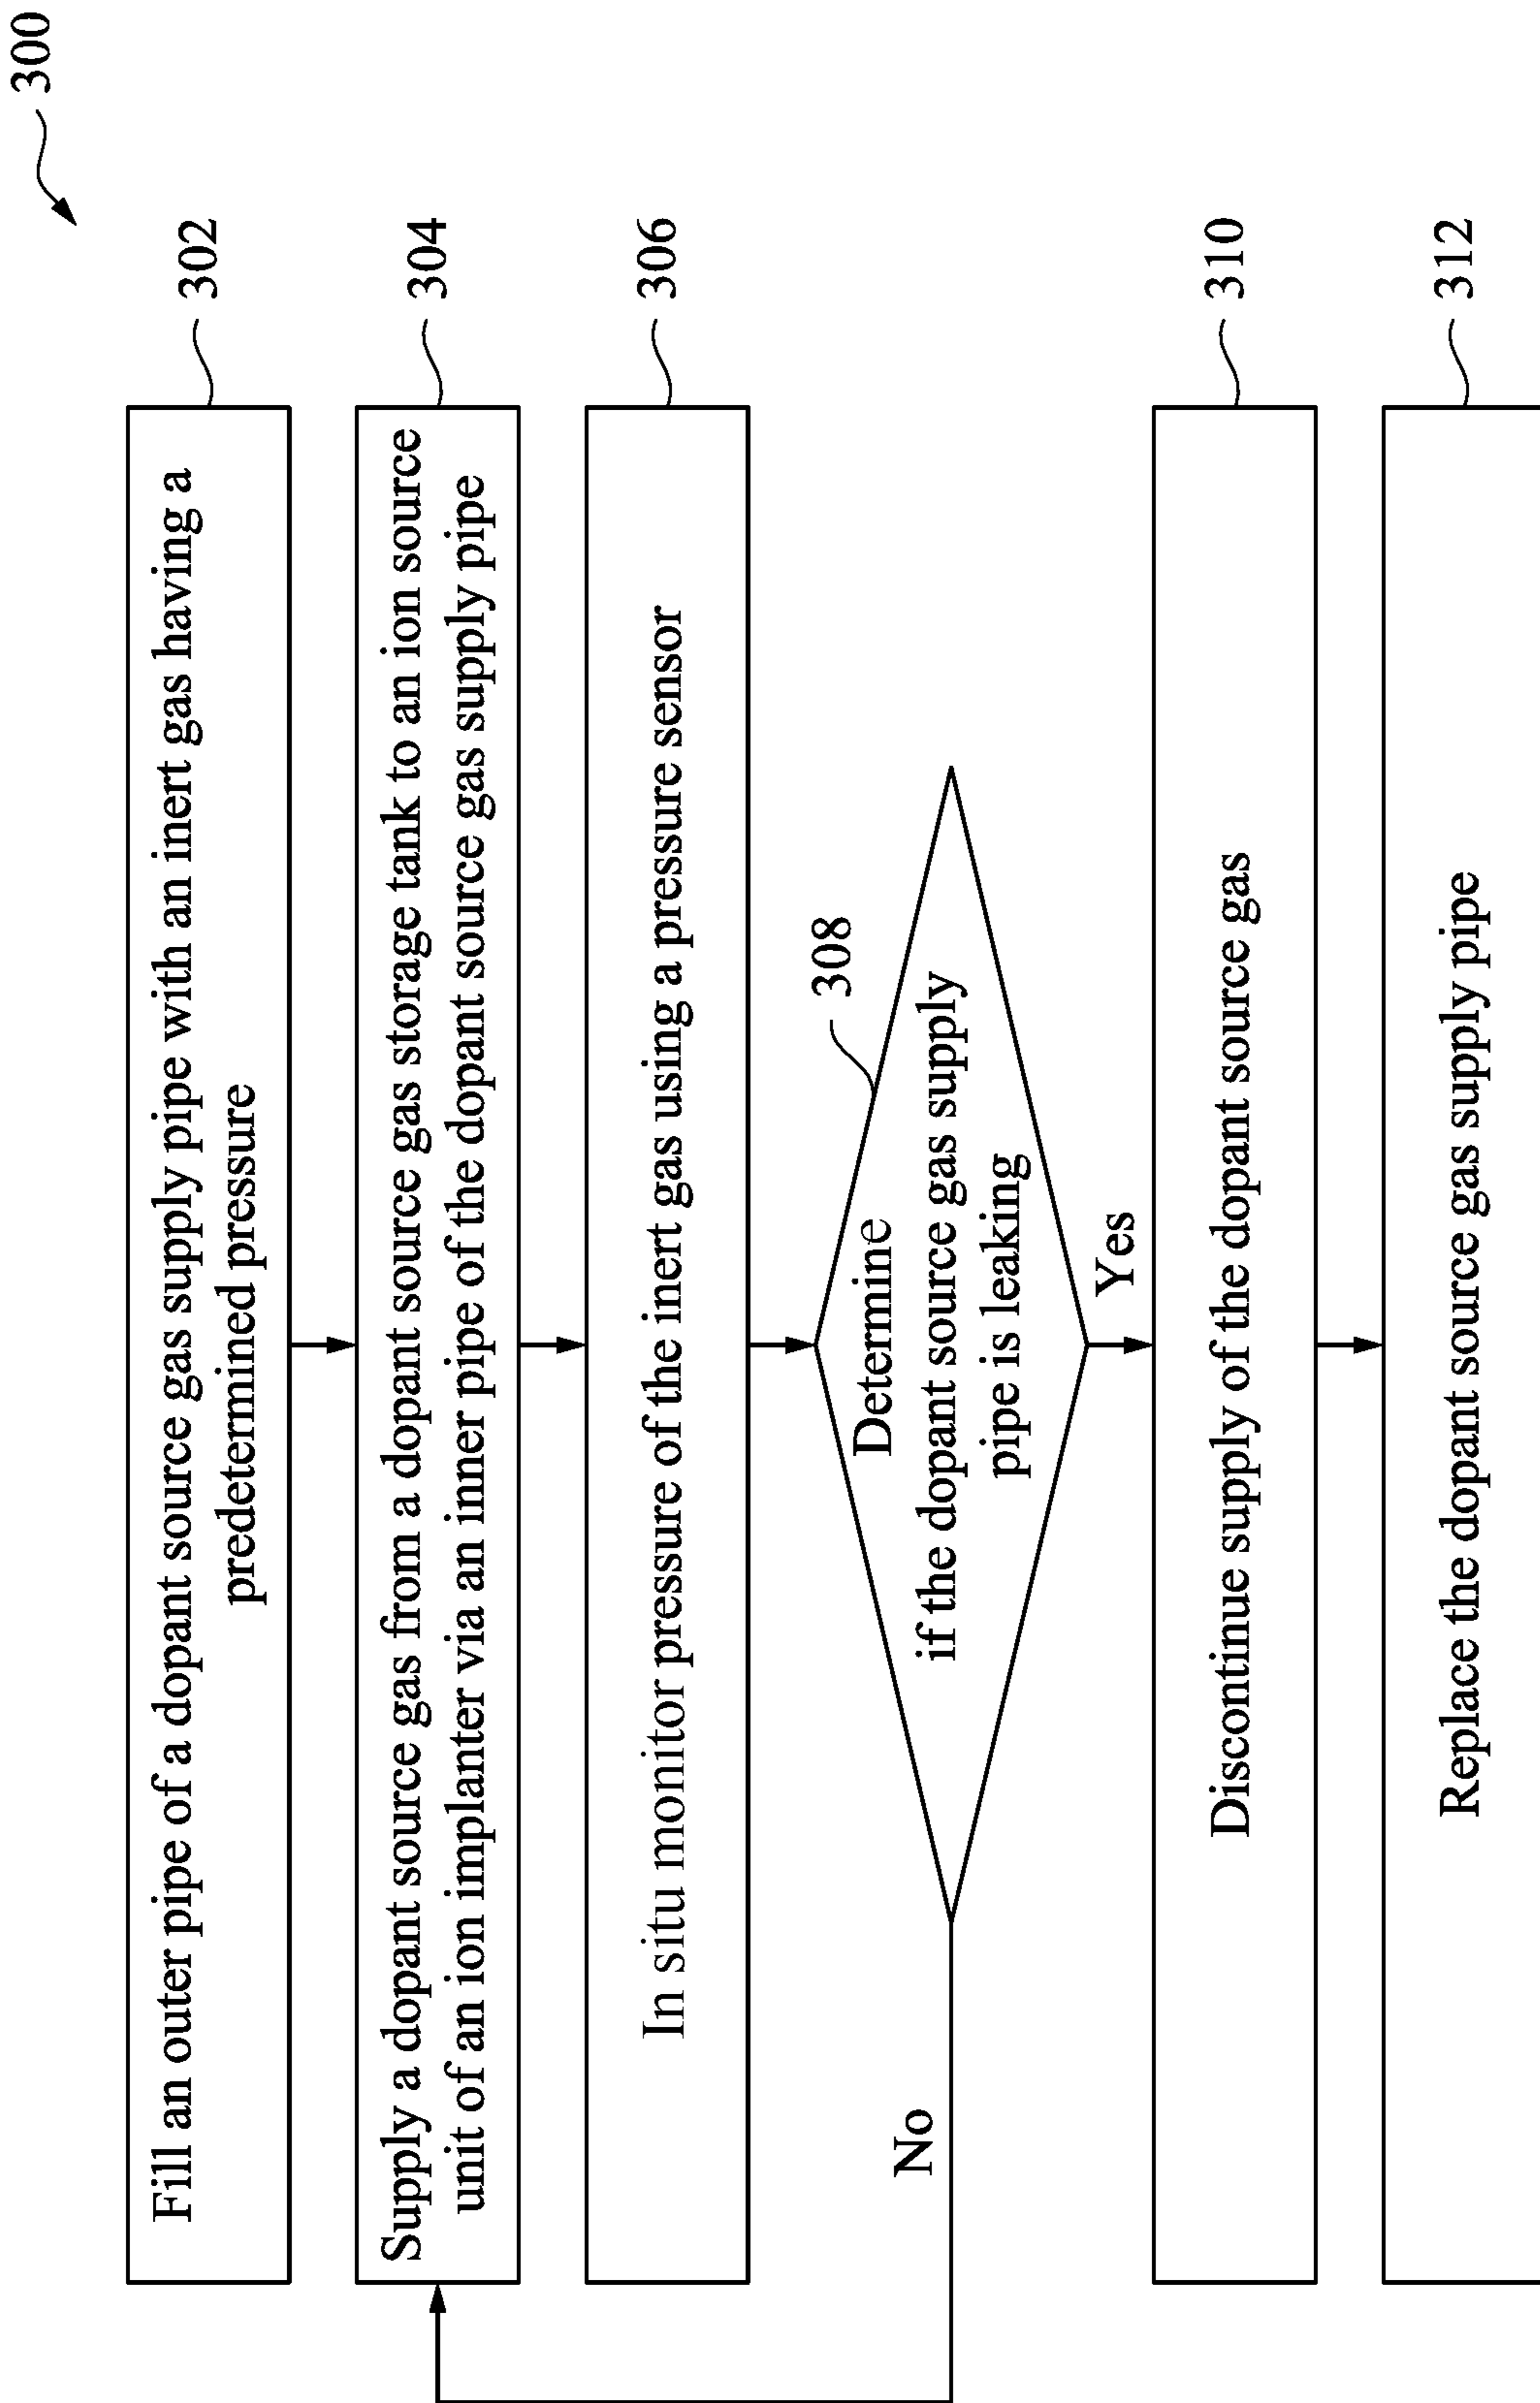 300
Fill an outer pipe of a dopant source gas supply pipe with an inert gas having a
predetermined pressure
302
Supply a dopant source gas from a dopant source gas storage tank to an ion source
unit of an ion implanter via an inner pipe of the dopant source gas supply pipe
304
In situ monitor pressure of the inert gas using a pressure sensor
306
308
Determine
if the dopant source gas supply
pipe is leaking
No
Yes
Discontinue supply of the dopant source gas
310
Replace the dopant source gas supply pipe
312